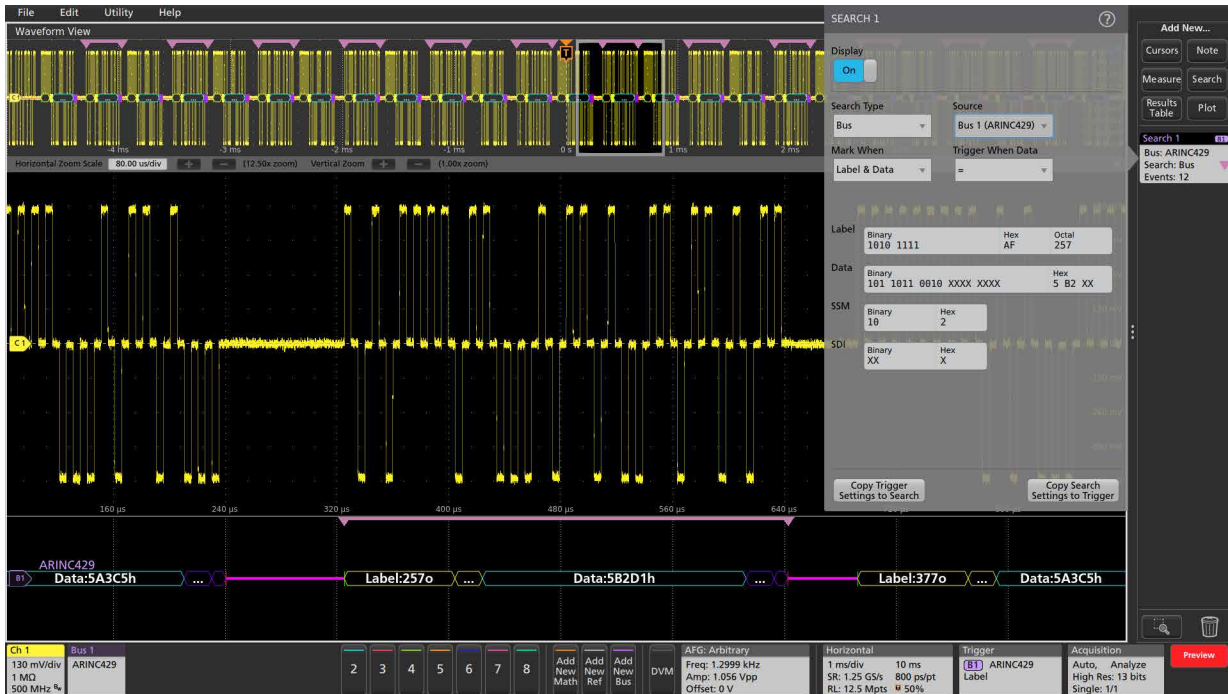 File Edit Utility Help
Waveform View
SEARCH 1
?
Add New...
Cursors Note
Measure Search
Results Table Plot
Display
On
Search Type Source
Bus Bus 1 (ARINC429)
Mark When Trigger When Data
Label & Data =
Search 1 B1
Bus: ARINC429
Search: Bus
Events: 12
T
-4 ms -3 ms -2 ms -1 ms 0 s 1 ms 2 ms
Horizontal Zoom Scale 80.00 us/div + - (12.50x zoom) Vertical Zoom + - (1.00x zoom)
Label
Binary Hex Octal
1010 1111 AF 257
Data
Binary Hex
101 1011 0010 XXXX XXXX 5 B2 XX
SSM
Binary Hex
10 2
SDI
Binary Hex
XX X
C1
Copy Trigger Settings to Search
Copy Search Settings to Trigger
160 µs 240 µs 320 µs 400 µs 480 µs 560 µs 640 µs
ARINC429
B1 Data:5A3C5h ... Label:257o ... Data:5B2D1h ... Label:377o ... Data:5A3C5h
Ch 1
130 mV/div
1 MΩ
500 MHz Bw
Bus 1
ARINC429
2 3 4 5 6 7 8
Add New Math
Add New Ref
Add New Bus
DVM
AFG: Arbitrary
Freq: 1.2999 kHz
Amp: 1.056 Vpp
Offset: 0 V
Horizontal
1 ms/div 10 ms
SR: 1.25 GS/s 800 ps/pt
RL: 12.5 Mpts 50%
Trigger
B1 ARINC429
Label
Acquisition
Auto, Analyze
High Res: 13 bits
Single: 1/1
Preview